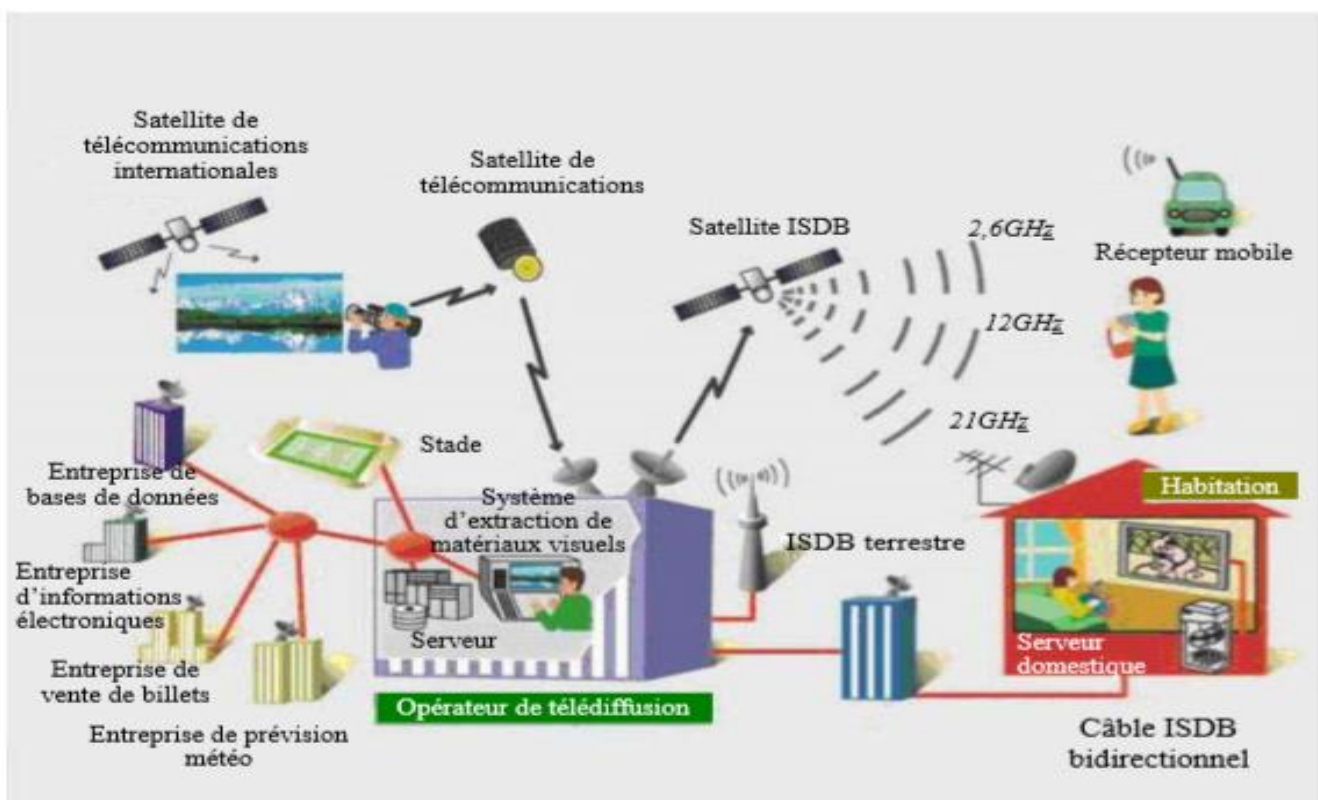 Satellite de
télécommunications
internationales
Satellite de
télécommunications
Satellite ISDB
2,6GHz
Récepteur mobile
12GHz
21GHz
Stade
Entreprise de
bases de données
Système
d'extraction de
matériaux visuels
ISDB terrestre
Habitation
Entreprise
d'informations
électroniques
Serveur
Serveur
domestique
Entreprise de
vente de billets
Opérateur de télédiffusion
Entreprise de prévision
météo
Câble ISDB
bidirectionnel